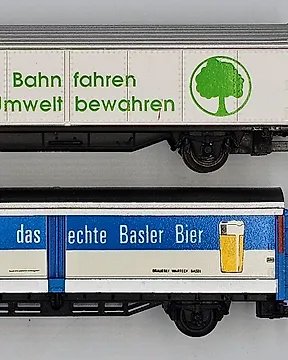 Bahn fahren
Umwelt bewahren
das echte Basler Bier
BRAUEREI WARTECK BASEL